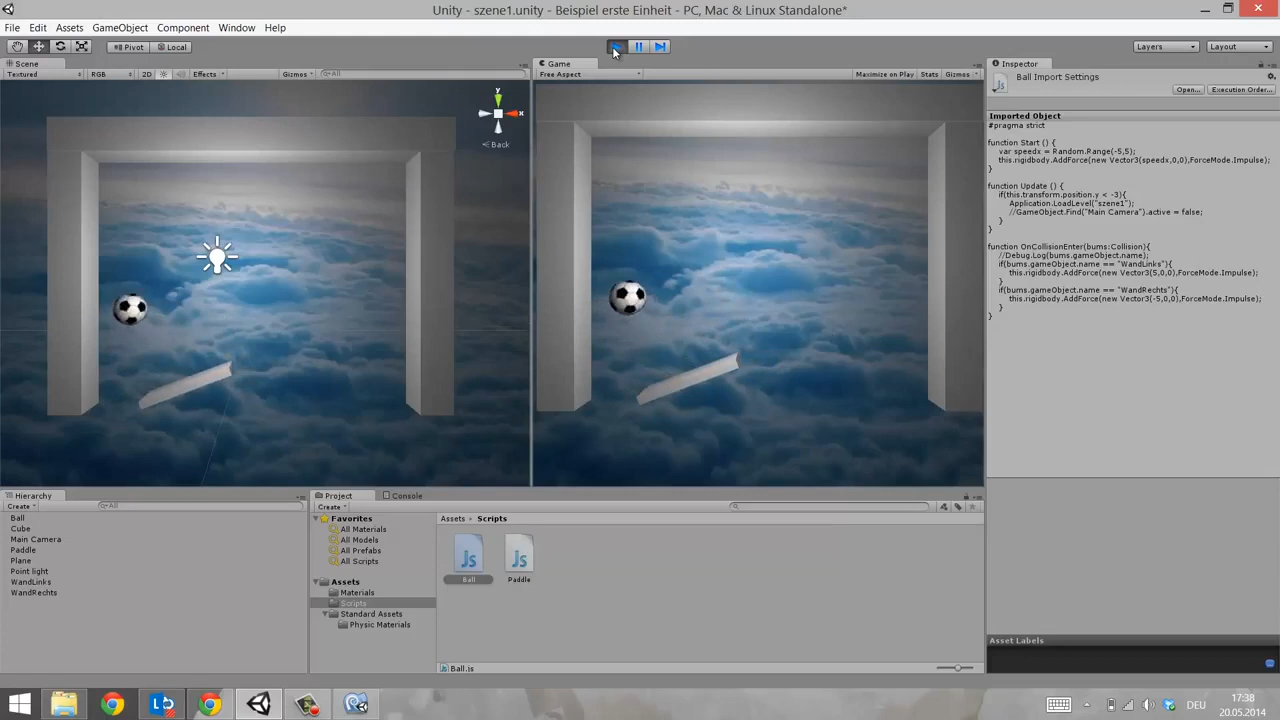 Unity - szene1.unity - Beispiel erste Einheit - PC, Mac & Linux Standalone*
File Edit Assets GameObject Component Window Help
Pivot Local Layers Layout
Scene
Textured RGB 2D Effects Gizmos All
Game
Free Aspect Maximize on Play Stats Gizmos
y
x
Back
Inspector
Ball Import Settings
Open... Execution Order...
Imported Object
#pragma strict
function Start () {
var speedx = Random.Range(-5,5);
this.rigidbody.AddForce(new Vector3(speedx,0,0),ForceMode.Impulse);
}
function Update () {
if(this.transform.position.y < -3){
Application.LoadLevel("szene1");
//GameObject.Find("Main Camera").active = false;
}
}
function OnCollisionEnter(bums:Collision){
//Debug.Log(bums.gameObject.name);
if(bums.gameObject.name == "WandLinks"){
this.rigidbody.AddForce(new Vector3(5,0,0),ForceMode.Impulse);
}
if(bums.gameObject.name == "WandRechts"){
this.rigidbody.AddForce(new Vector3(-5,0,0),ForceMode.Impulse);
}
}
Asset Labels
Hierarchy
Create All
Ball
Cube
Main Camera
Paddle
Plane
Point light
WandLinks
WandRechts
Project Console
Create
Favorites
All Materials
All Models
All Prefabs
All Scripts
Assets
Materials
Scripts
Standard Assets
Physic Materials
Assets Scripts
Js Js
Ball Paddle
Ball.js
DEU
17:38
20.05.2014